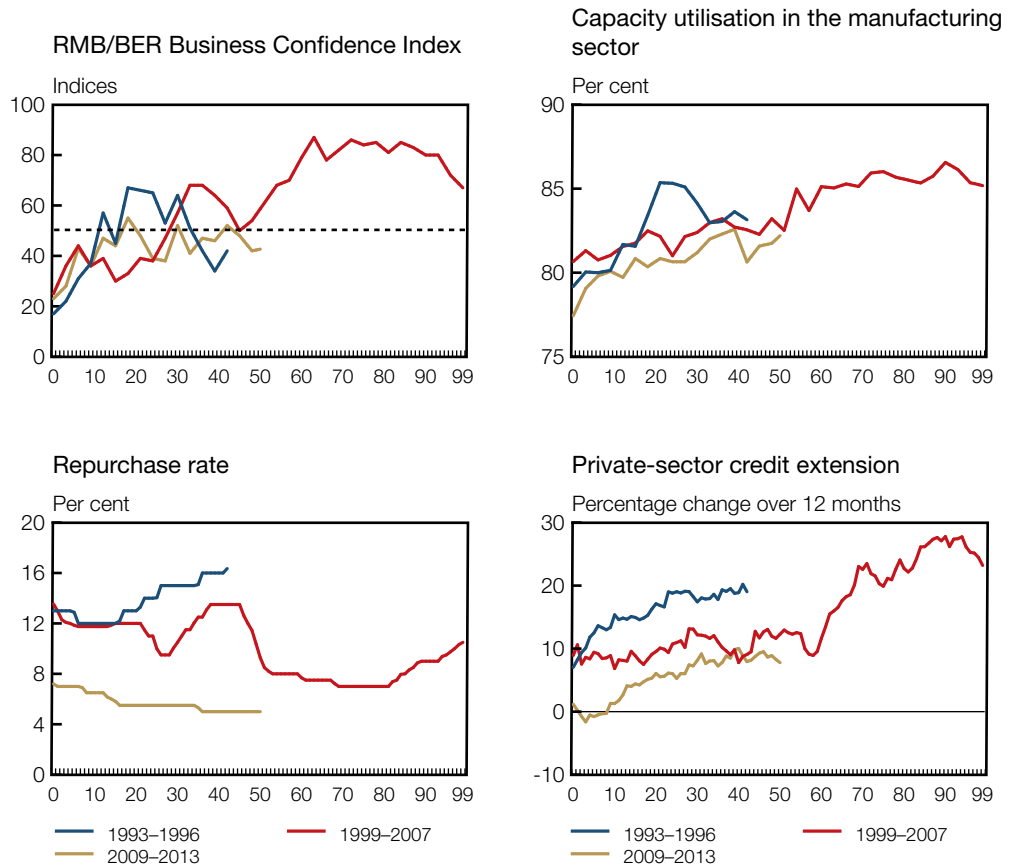 RMB/BER Business Confidence Index
Indices
100
80
60
40
20
0
0 10 20 30 40 50 60 70 80 90 99
Capacity utilisation in the manufacturing
sector
Per cent
90
85
80
75
0 10 20 30 40 50 60 70 80 90 99
Repurchase rate
Per cent
20
16
12
8
4
0
0 10 20 30 40 50 60 70 80 90 99
1993–1996 1999–2007
2009–2013
Private-sector credit extension
Percentage change over 12 months
30
20
10
0
-10
0 10 20 30 40 50 60 70 80 90 99
1993–1996 1999–2007
2009–2013